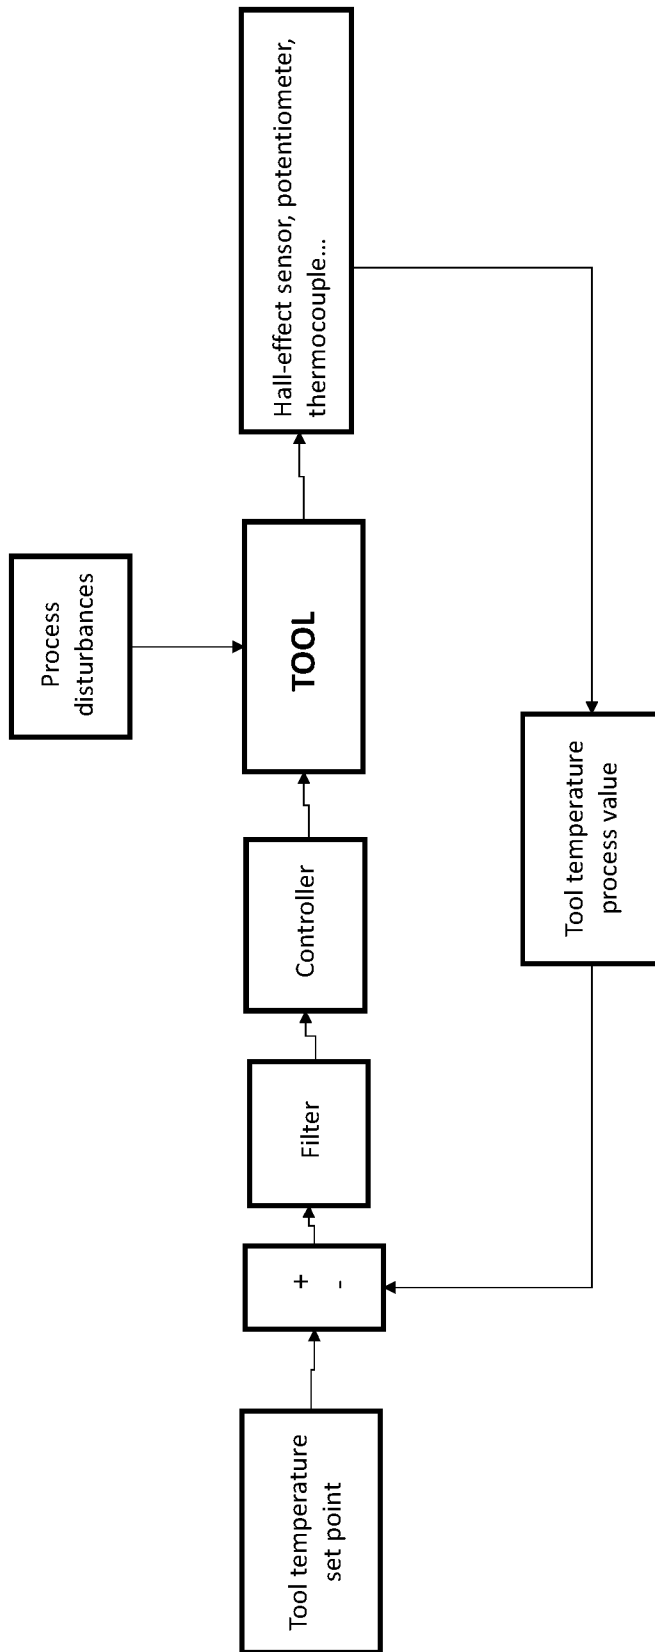 Tool temperature
set point
+
-
Filter
Controller
Process
disturbances
TOOL
Hall-effect sensor, potentiometer,
thermocouple...
Tool temperature
process value